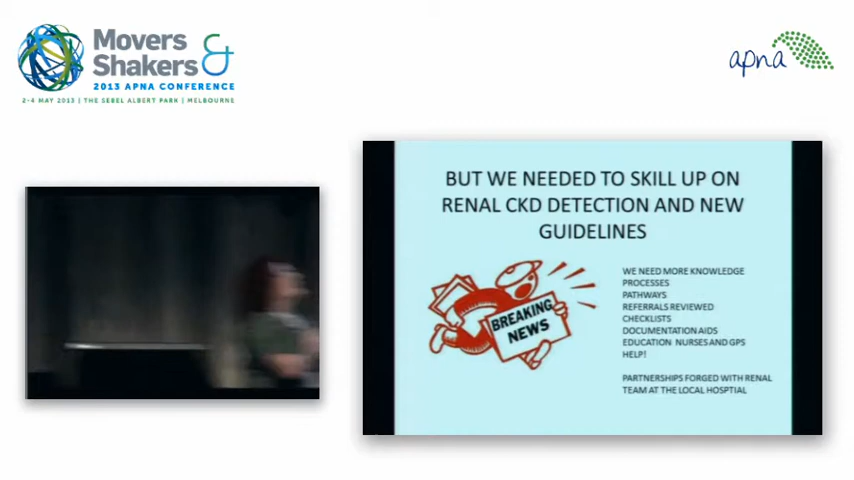 Movers
Shakers &
2013 APNA CONFERENCE
2-4 MAY 2013 | THE SEBEL ALBERT PARK | MELBOURNE
apna
BUT WE NEEDED TO SKILL UP ON
RENAL CKD DETECTION AND NEW
GUIDELINES
BREAKING
NEWS
WE NEED MORE KNOWLEDGE
PROCESSES
PATHWAYS
REFERRALS REVIEWED
CHECKLISTS
DOCUMENTATION AIDS
EDUCATION NURSES AND GPS
HELP!
PARTNERSHIPS FORGED WITH RENAL
TEAM AT THE LOCAL HOSPTIAL